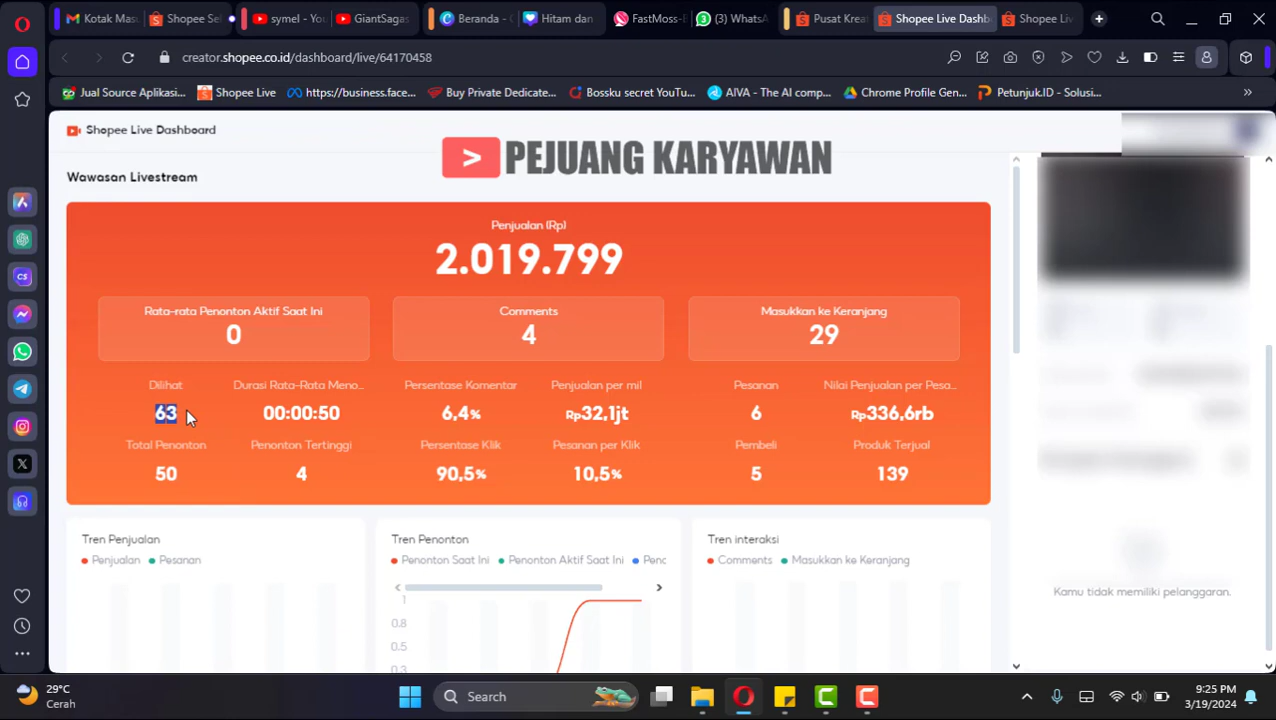 Kotak Masu
Shopee Sel
symel - You
GiantSagas
Beranda - C
Hitam dan
FastMoss-E
(3) WhatsA
Pusat Kreat
Shopee Live Dashb
Shopee Liv
creator.shopee.co.id/dashboard/live/64170458
Jual Source Aplikasi...
Shopee Live
https://business.face...
Buy Private Dedicate...
Bossku secret YouTu...
AIVA - The AI comp...
Chrome Profile Gen...
Petunjuk.ID - Solusi...
Shopee Live Dashboard
PEJUANG KARYAWAN
Wawasan Livestream
Penjualan (Rp)
2.019.799
Rata-rata Penonton Aktif Saat Ini
0
Comments
4
Masukkan ke Keranjang
29
Dilihat
Durasi Rata-Rata Meno...
Persentase Komentar
Penjualan per mil
Pesanan
Nilai Penjualan per Pesa...
63
00:00:50
6,4%
Rp32,1jt
6
Rp336,6rb
Total Penonton
Penonton Tertinggi
Persentase Klik
Pesanan per Klik
Pembeli
Produk Terjual
50
4
90,5%
10,5%
5
139
Tren Penjualan
Penjualan
Pesanan
Tren Penonton
Penonton Saat Ini
Penonton Aktif Saat Ini
Penc
1
0.8
0.5
0.3
Tren interaksi
Comments
Masukkan ke Keranjang
Kamu tidak memiliki pelanggaran.
29°C
Cerah
Search
9:25 PM
3/19/2024